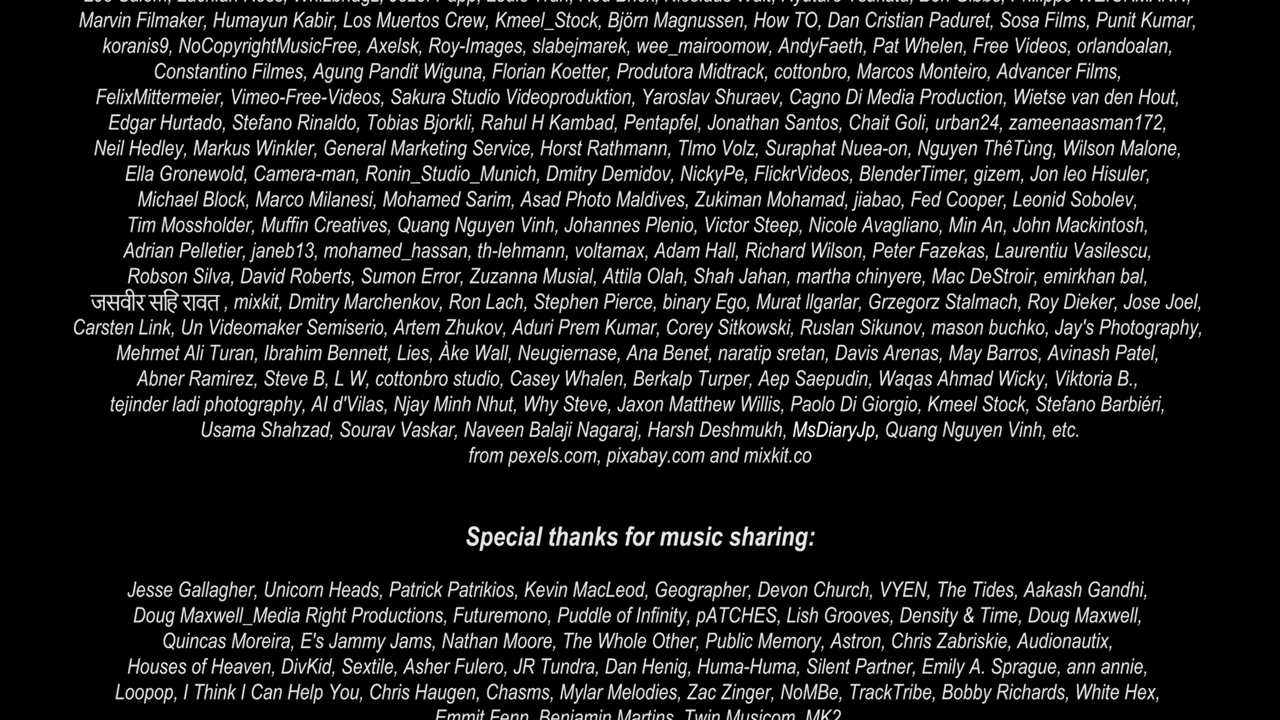 Marvin Filmaker, Humayun Kabir, Los Muertos Crew, Kmeel_Stock, Björn Magnussen, How TO, Dan Cristian Paduret, Sosa Films, Punit Kumar,
koranis9, NoCopyrightMusicFree, Axelsk, Roy-Images, slabejmarek, wee_mairoomow, AndyFaeth, Pat Whelen, Free Videos, orlandoalan,
Constantino Filmes, Agung Pandit Wiguna, Florian Koetter, Produtora Midtrack, cottonbro, Marcos Monteiro, Advancer Films,
FelixMittermeier, Vimeo-Free-Videos, Sakura Studio Videoproduktion, Yaroslav Shuraev, Cagno Di Media Production, Wietse van den Hout,
Edgar Hurtado, Stefano Rinaldo, Tobias Bjorkli, Rahul H Kambad, Pentapfel, Jonathan Santos, Chait Goli, urban24, zameenaasman172,
Neil Hedley, Markus Winkler, General Marketing Service, Horst Rathmann, TImo Volz, Suraphat Nuea-on, Nguyen ThêTùng, Wilson Malone,
Ella Gronewold, Camera-man, Ronin_Studio_Munich, Dmitry Demidov, NickyPe, FlickrVideos, BlenderTimer, gizem, Jon leo Hisuler,
Michael Block, Marco Milanesi, Mohamed Sarim, Asad Photo Maldives, Zukiman Mohamad, jiabao, Fed Cooper, Leonid Sobolev,
Tim Mossholder, Muffin Creatives, Quang Nguyen Vinh, Johannes Plenio, Victor Steep, Nicole Avagliano, Min An, John Mackintosh,
Adrian Pelletier, janeb13, mohamed_hassan, th-lehmann, voltamax, Adam Hall, Richard Wilson, Peter Fazekas, Laurentiu Vasilescu,
Robson Silva, David Roberts, Sumon Error, Zuzanna Musial, Attila Olah, Shah Jahan, martha chinyere, Mac DeStroir, emirkhan bal,
जसवीर सहि रावत , mixkit, Dmitry Marchenkov, Ron Lach, Stephen Pierce, binary Ego, Murat Ilgarlar, Grzegorz Stalmach, Roy Dieker, Jose Joel,
Carsten Link, Un Videomaker Semiserio, Artem Zhukov, Aduri Prem Kumar, Corey Sitkowski, Ruslan Sikunov, mason buchko, Jay's Photography,
Mehmet Ali Turan, Ibrahim Bennett, Lies, Àke Wall, Neugiernase, Ana Benet, naratip sretan, Davis Arenas, May Barros, Avinash Patel,
Abner Ramirez, Steve B, L W, cottonbro studio, Casey Whalen, Berkalp Turper, Aep Saepudin, Waqas Ahmad Wicky, Viktoria B.,
tejinder ladi photography, Al d'Vilas, Njay Minh Nhut, Why Steve, Jaxon Matthew Willis, Paolo Di Giorgio, Kmeel Stock, Stefano Barbiéri,
Usama Shahzad, Sourav Vaskar, Naveen Balaji Nagaraj, Harsh Deshmukh, MsDiaryJp, Quang Nguyen Vinh, etc.
from pexels.com, pixabay.com and mixkit.co
Special thanks for music sharing:
Jesse Gallagher, Unicorn Heads, Patrick Patrikios, Kevin MacLeod, Geographer, Devon Church, VYEN, The Tides, Aakash Gandhi,
Doug Maxwell_Media Right Productions, Futuremono, Puddle of Infinity, pATCHES, Lish Grooves, Density & Time, Doug Maxwell,
Quincas Moreira, E's Jammy Jams, Nathan Moore, The Whole Other, Public Memory, Astron, Chris Zabriskie, Audionautix,
Houses of Heaven, DivKid, Sextile, Asher Fulero, JR Tundra, Dan Henig, Huma-Huma, Silent Partner, Emily A. Sprague, ann annie,
Loopop, I Think I Can Help You, Chris Haugen, Chasms, Mylar Melodies, Zac Zinger, NoMBe, TrackTribe, Bobby Richards, White Hex,
Emmit Fenn, Benjamin Martins, Twin Musicom, MK2